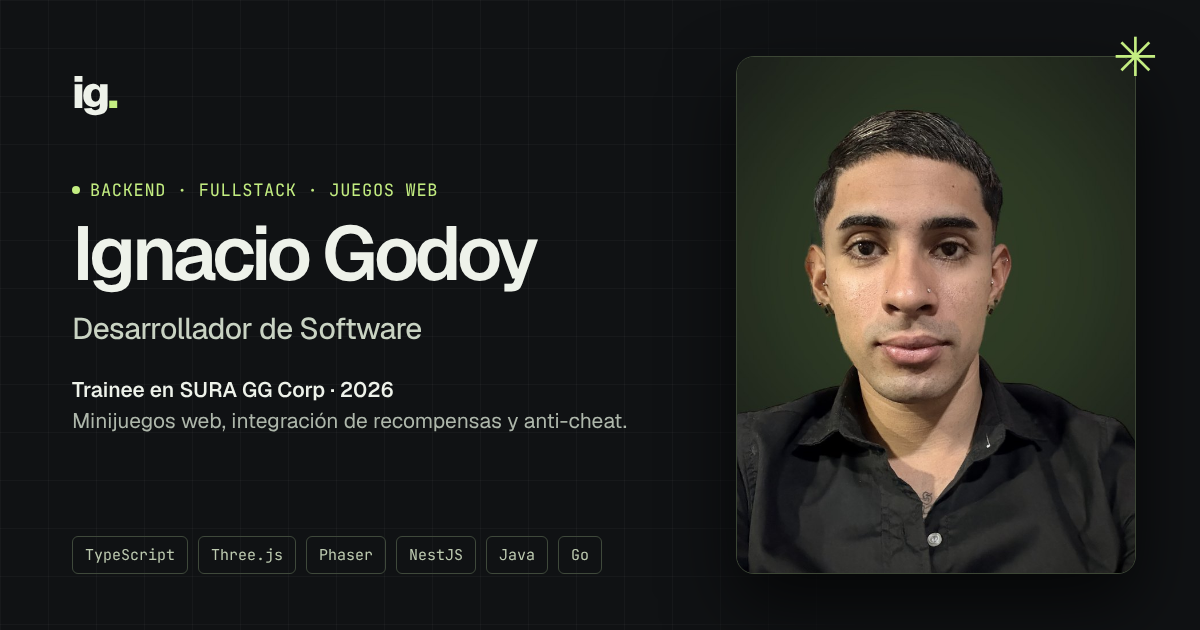 ig.
BACKEND · FULLSTACK · JUEGOS WEB
Ignacio Godoy
Desarrollador de Software
Trainee en SURA GG Corp · 2026
Minijuegos web, integración de recompensas y anti-cheat.
TypeScript Three.js Phaser NestJS Java Go